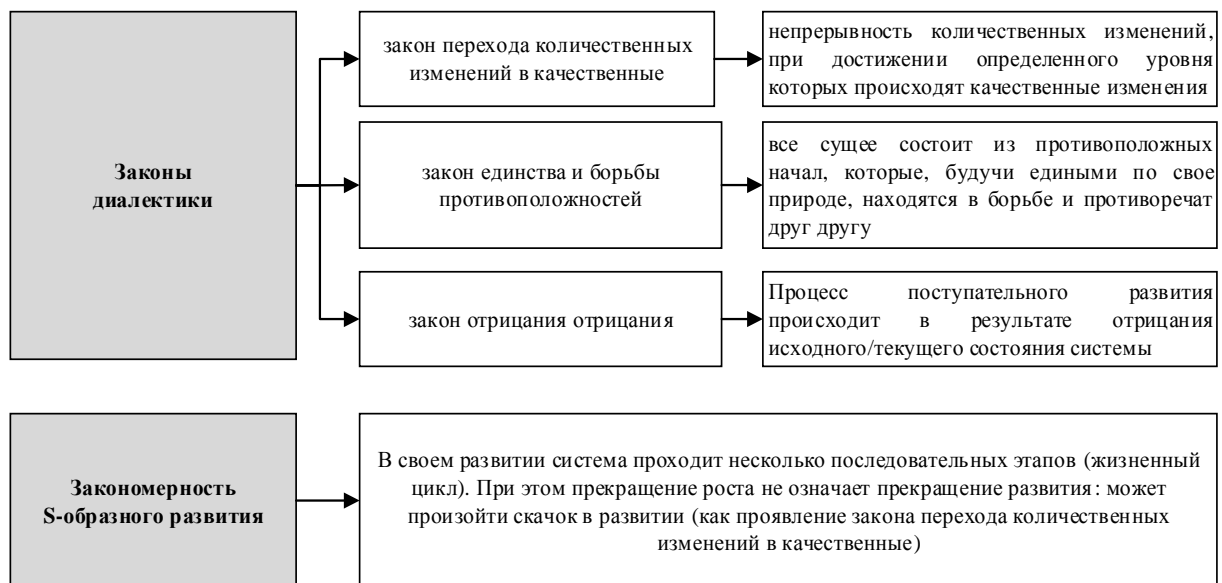 Законы
диалектики
закон перехода количественных
изменений в качественные
непрерывность количественных изменений,
при достижении определенного уровня
которых происходят качественные изменения
закон единства и борьбы
противоположностей
все сущее состоит из противоположных
начал, которые, будучи едиными по свое
природе, находятся в борьбе и противоречат
друг другу
закон отрицания отрицания
Процесс поступательного развития
происходит в результате отрицания
исходного/текущего состояния системы
Закономерность
S-образного развития
В своем развитии система проходит несколько последовательных этапов (жизненный
цикл). При этом прекращение роста не означает прекращение развития: может
произойти скачок в развитии (как проявление закона перехода количественных
изменений в качественные)